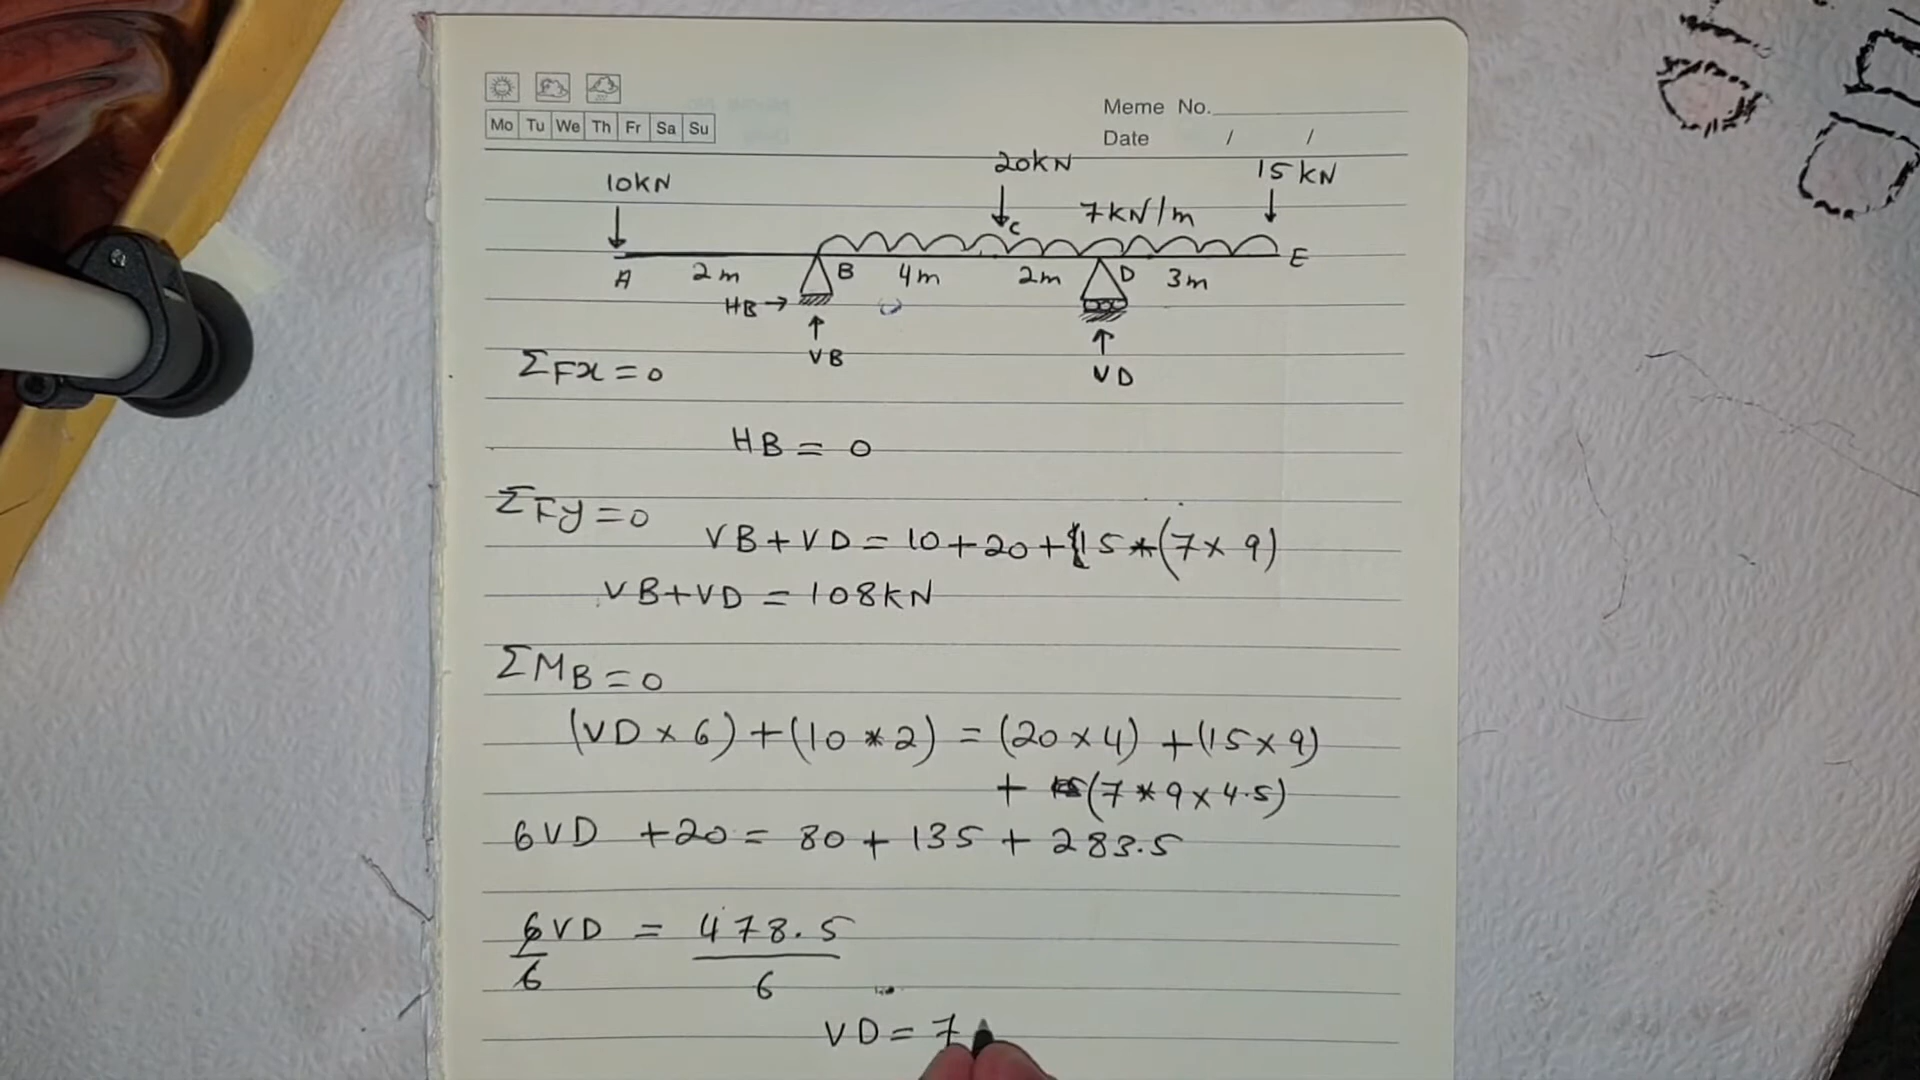 Mo Tu We Th Fr Sa Su
Meme No.
Date / /
10kN
20kN
15kN
7kN/m
C
A 2m B 4m 2m D 3m E
HB →
VB
VD
ΣFx = 0
HB = 0
ΣFy = 0
VB + VD = 10 + 20 + 15 + (7 × 9)
VB + VD = 108kN
ΣMB = 0
(VD × 6) + (10 * 2) = (20 × 4) + (15 × 9)
+ (7 * 9 × 4.5)
6VD + 20 = 80 + 135 + 283.5
6VD = 478.5
6 6
VD = 7